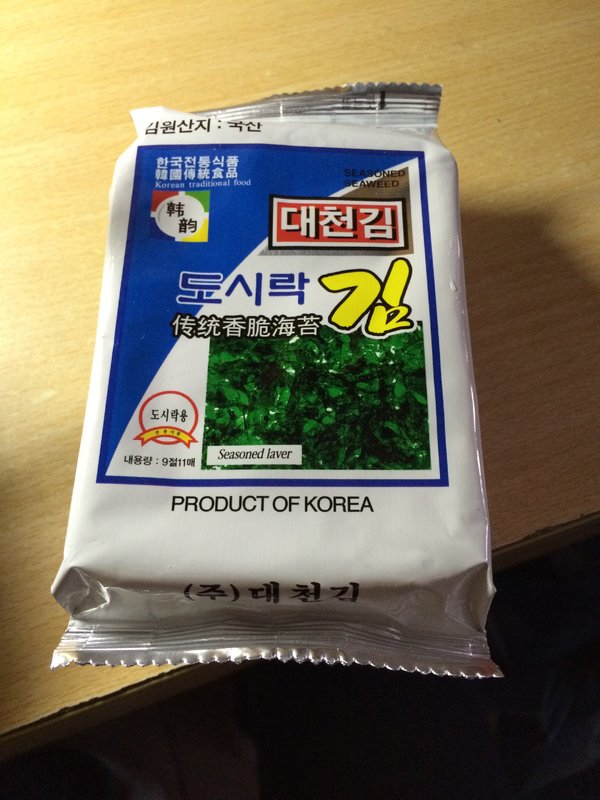 김원산지 : 국산
한국전통식품
韓國傳統食品
Korean traditional food
韩韵
SEASONED
SEAWEED
대천김
도시락 김
传统香脆海苔
도시락용
Seasoned laver
내용량 : 9절11매
PRODUCT OF KOREA
(주) 대천김